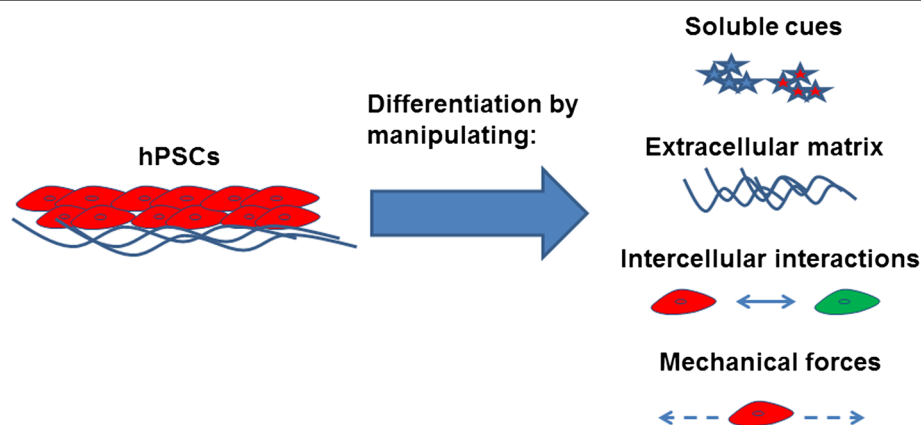 hPSCs
Differentiation by
manipulating:
Soluble cues
Extracellular matrix
Intercellular interactions
Mechanical forces